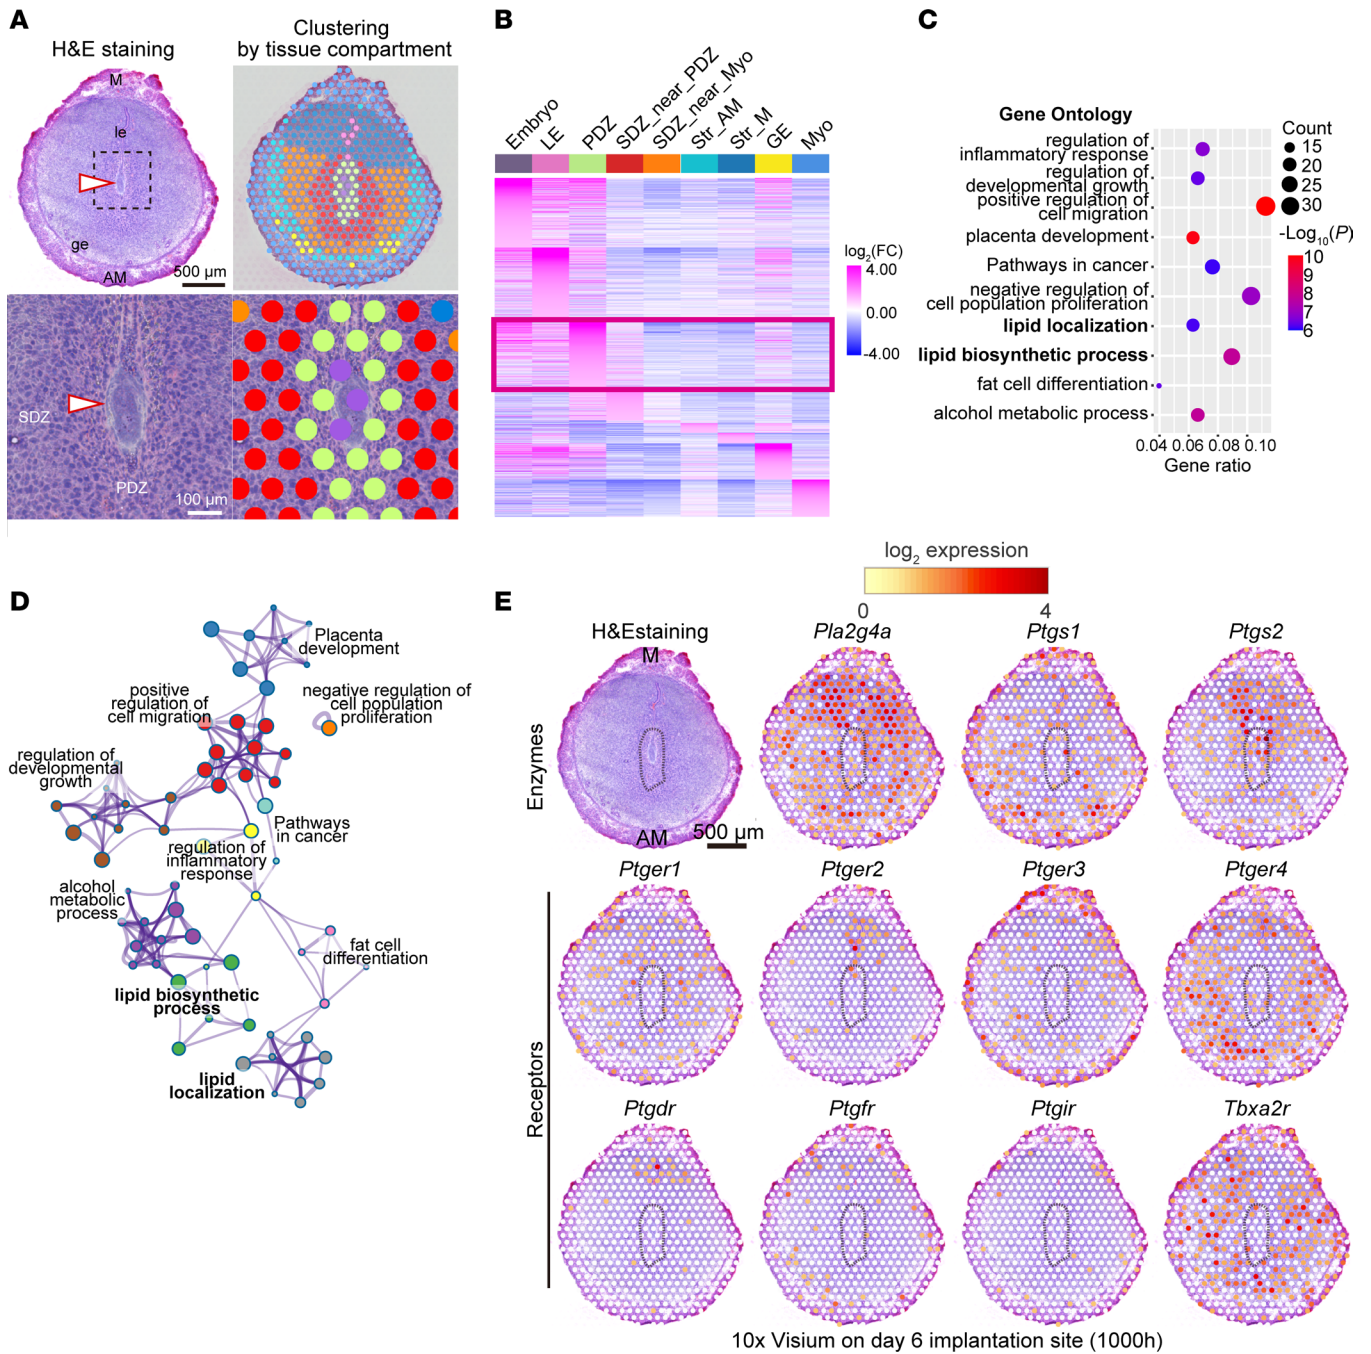 A
H&E staining
Clustering
by tissue compartment
M
le
ge
AM
500 µm
SDZ
PDZ
100 µm
B
Embryo
LE
PDZ
SDZ_near_PDZ
SDZ_near_Myo
Str_AM
Str_M
GE
Myo
log2(FC)
4.00
0.00
-4.00
C
Gene Ontology
regulation of
inflammatory response
regulation of
developmental growth
positive regulation of
cell migration
placenta development
Pathways in cancer
negative regulation of
cell population proliferation
lipid localization
lipid biosynthetic process
fat cell differentiation
alcohol metabolic process
0.04 0.06 0.08 0.10
Gene ratio
Count
15
20
25
30
-Log10(P)
10
9
8
7
6
D
Placenta
development
positive
regulation of
cell migration
negative regulation of
cell population
proliferation
regulation of
developmental
growth
Pathways
in cancer
regulation of
inflammatory
response
alcohol
metabolic
process
fat cell
differentiation
lipid biosynthetic
process
lipid
localization
E
log2 expression
0
4
H&Estaining
Pla2g4a
Ptgs1
Ptgs2
M
AM
500 µm
Enzymes
Ptger1
Ptger2
Ptger3
Ptger4
Receptors
Ptgdr
Ptgfr
Ptgir
Tbxa2r
10x Visium on day 6 implantation site (1000h)